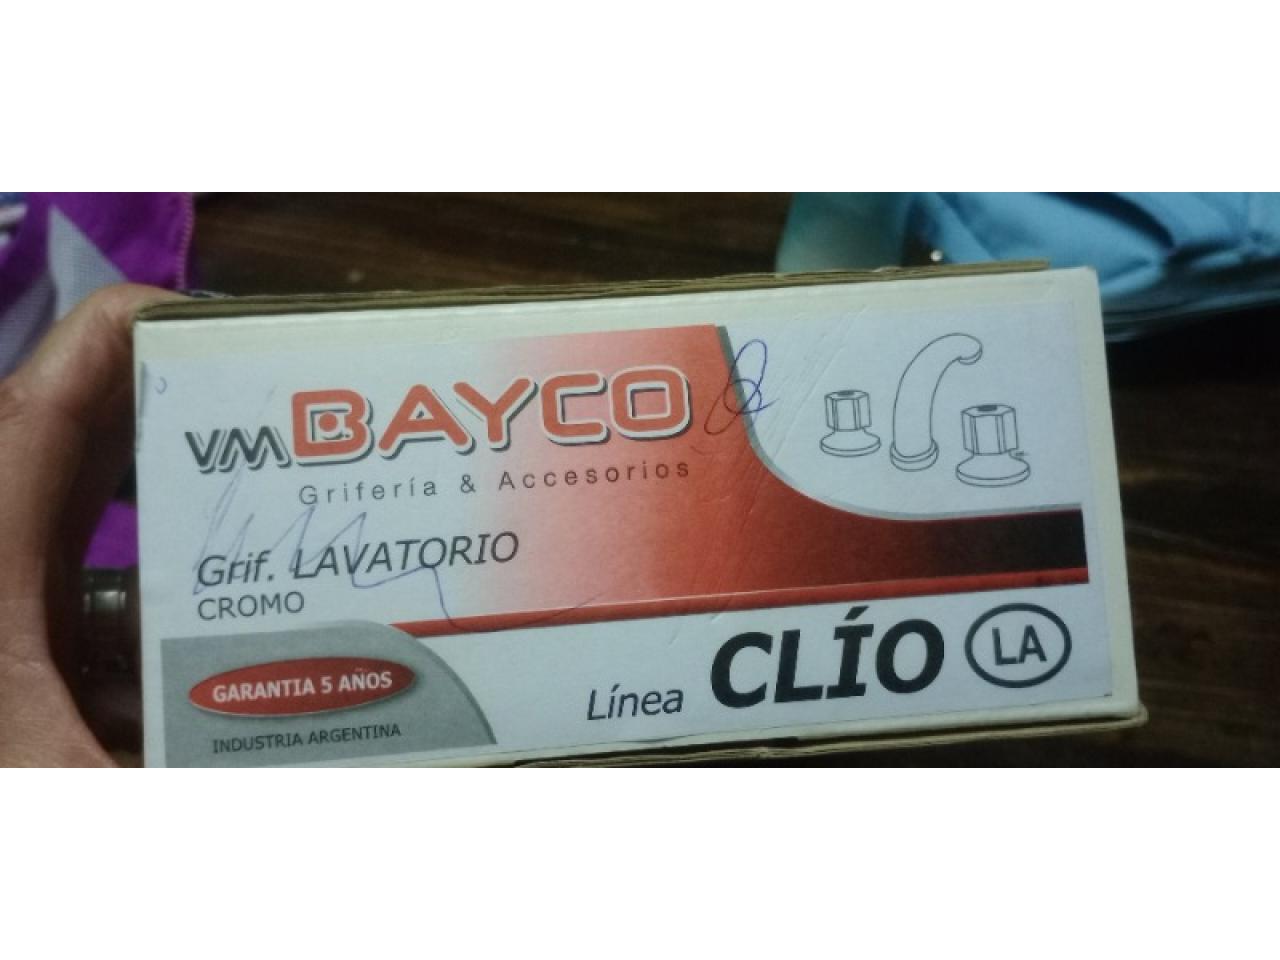 VM BAYCO
Grifería & Accesorios
Grif. LAVATORIO
CROMO
GARANTIA 5 AÑOS
INDUSTRIA ARGENTINA
Línea CLÍO LA